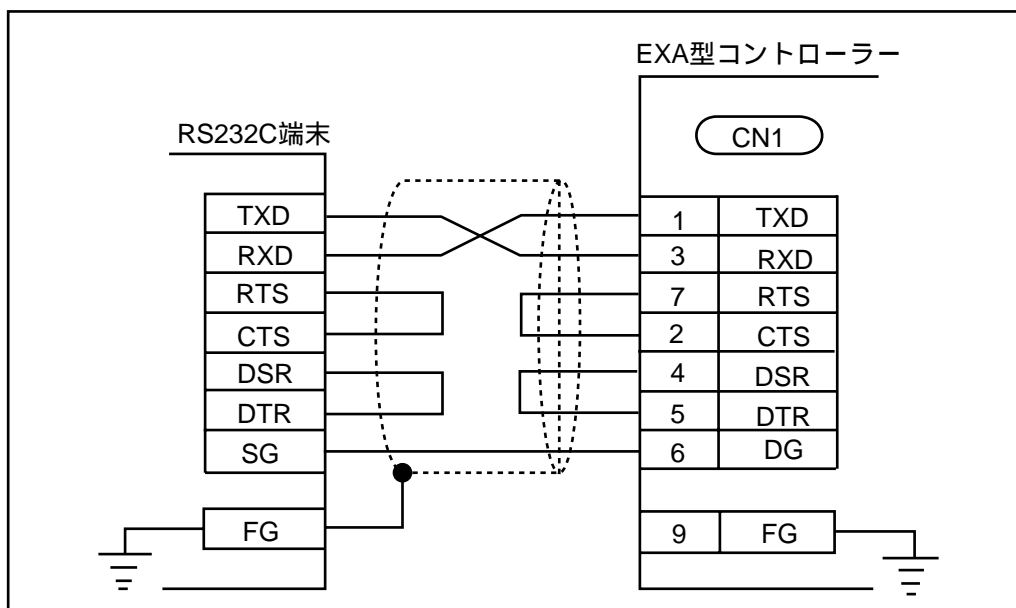 EXA型コントローラー
CN1
RS232C端末
TXD
RXD
RTS
CTS
DSR
DTR
SG
FG
1 TXD
3 RXD
7 RTS
2 CTS
4 DSR
5 DTR
6 DG
9 FG